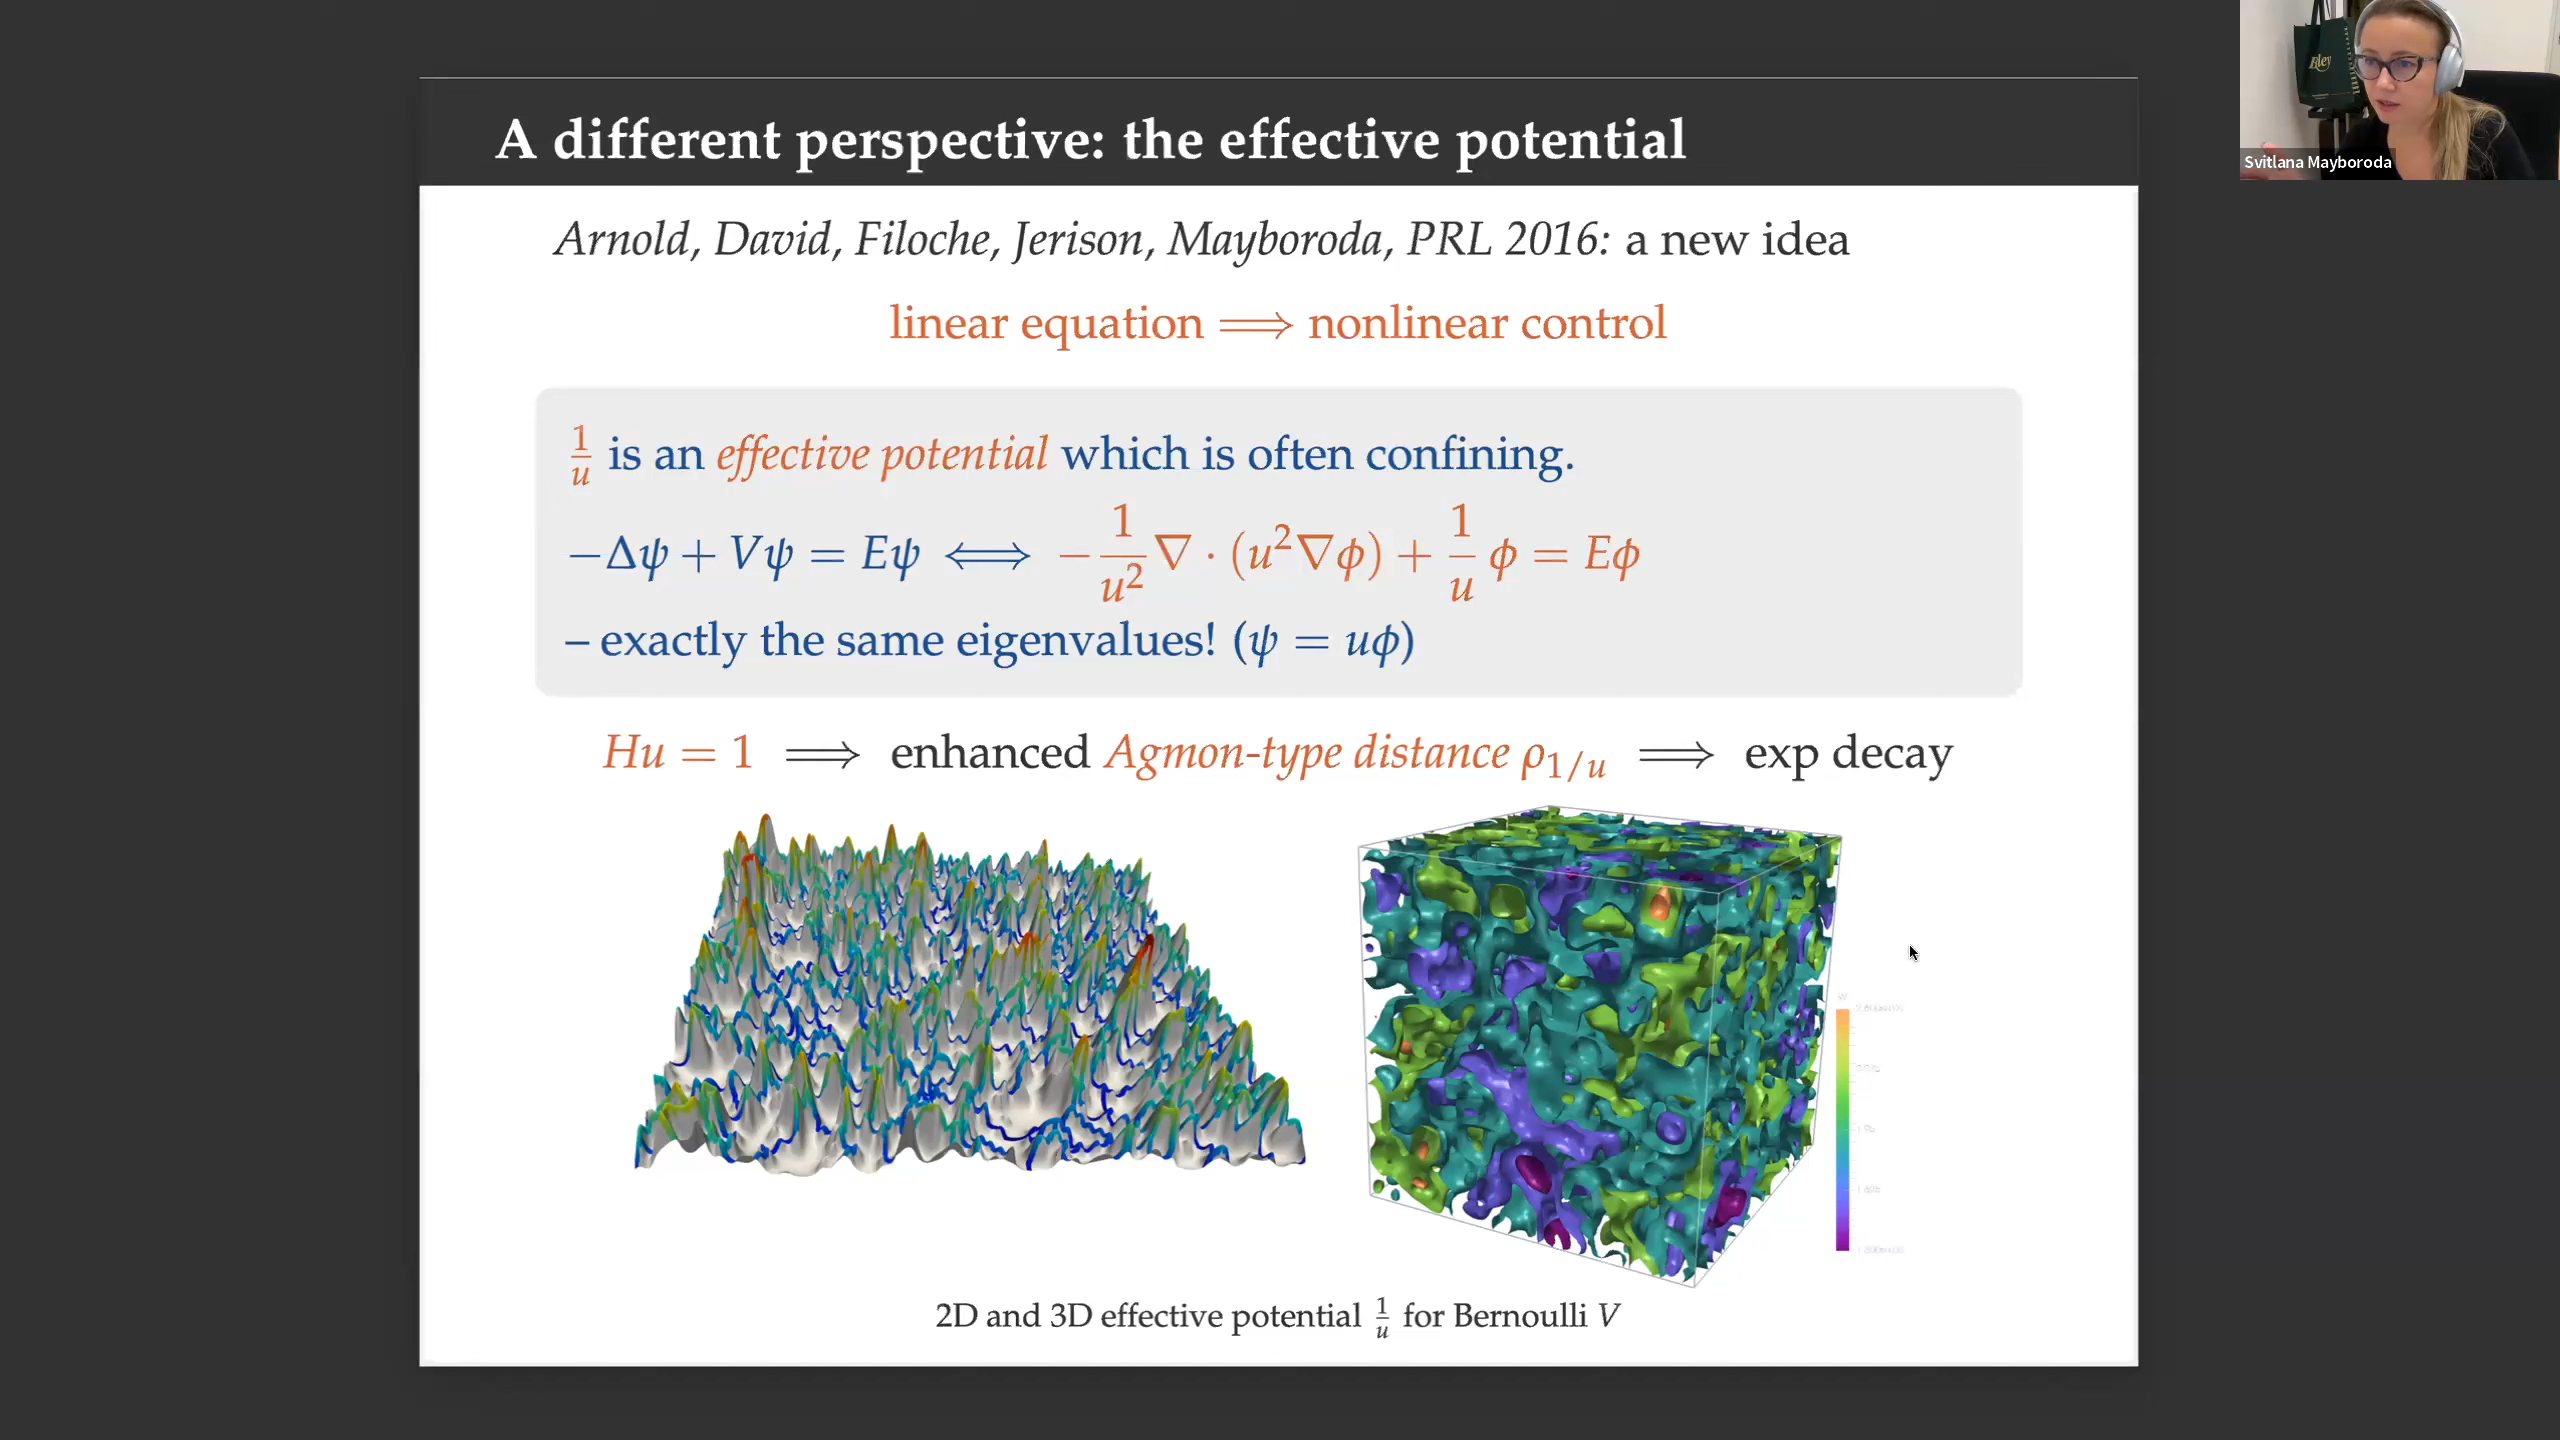 A different perspective: the effective potential
Svitlana Mayboroda
Arnold, David, Filoche, Jerison, Mayboroda, PRL 2016: a new idea
linear equation ⟹ nonlinear control
1/u is an effective potential which is often confining.
−Δψ + Vψ = Eψ ⟺ −1/u² ∇ · (u²∇ϕ) + 1/u ϕ = Eϕ
– exactly the same eigenvalues! (ψ = uϕ)
Hu = 1 ⟹ enhanced Agmon-type distance ρ_{1/u} ⟹ exp decay
2D and 3D effective potential 1/u for Bernoulli V